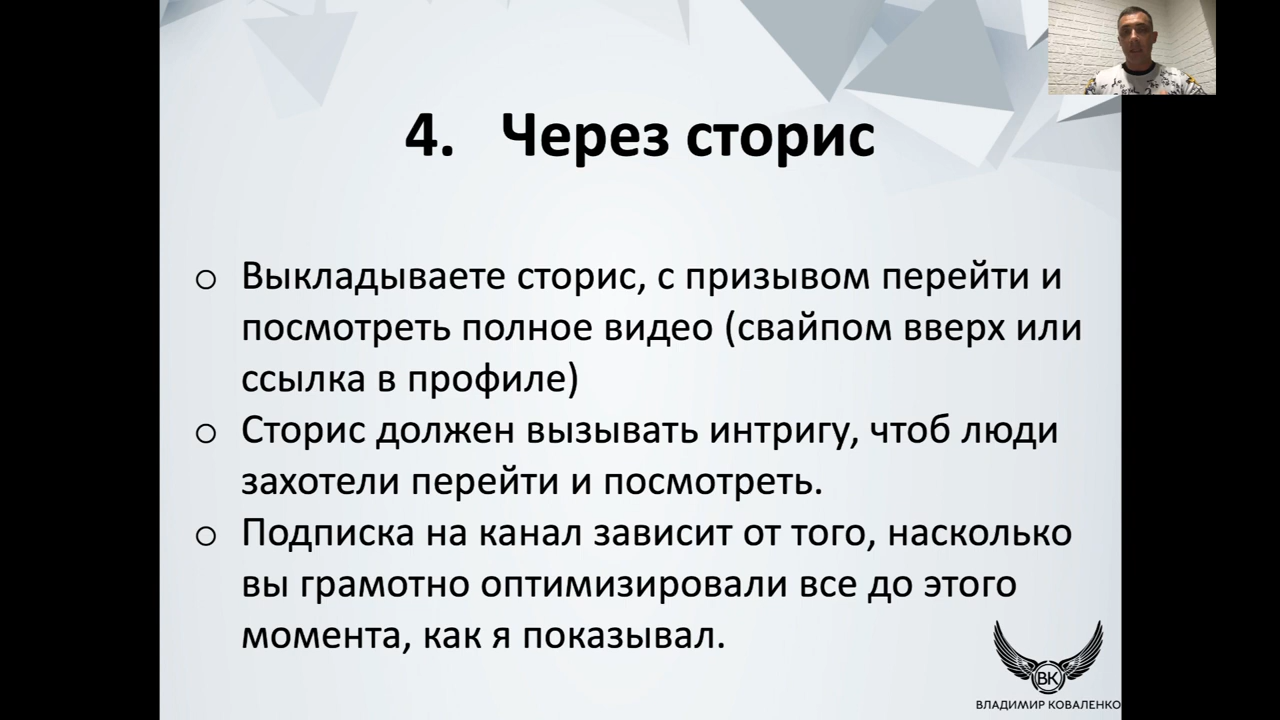 4. Через сторис
o Выкладываете сторис, с призывом перейти и
посмотреть полное видео (свайпом вверх или
ссылка в профиле)
o Сторис должен вызывать интригу, чтоб люди
захотели перейти и посмотреть.
o Подписка на канал зависит от того, насколько
вы грамотно оптимизировали все до этого
момента, как я показывал.
ВК
ВЛАДИМИР КОВАЛЕНКО